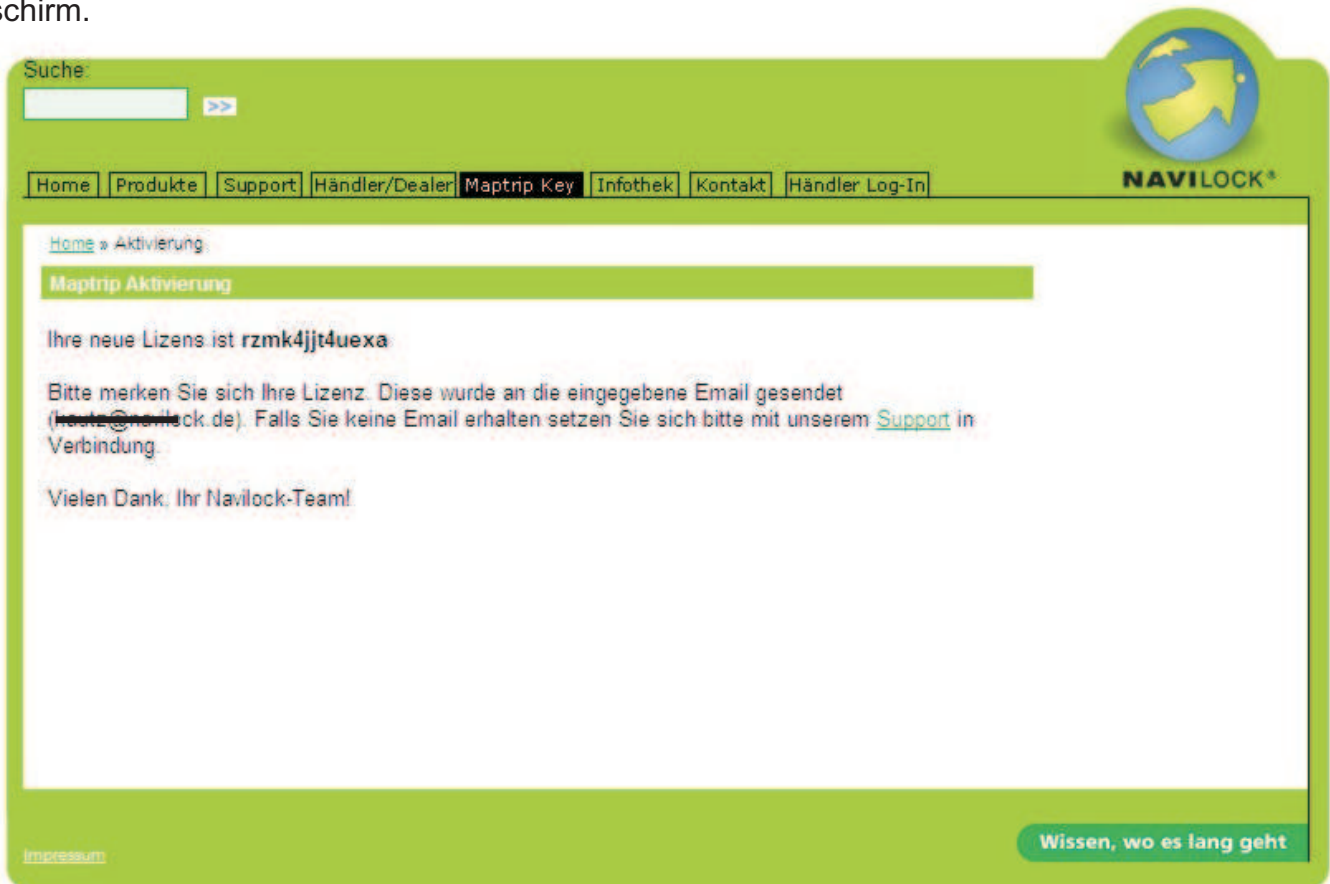 schirm.
Suche:
>>
Home Produkte Support Händler/Dealer Maptrip Key Infothek Kontakt Händler Log-In
NAVILOCK®
Home » Aktivierung
Maptrip Aktivierung
Ihre neue Lizens ist rzmk4jjt4uexa
Bitte merken Sie sich Ihre Lizenz. Diese wurde an die eingegebene Email gesendet
ck.de). Falls Sie keine Email erhalten setzen Sie sich bitte mit unserem Support in
Verbindung.
Vielen Dank. Ihr Navilock-Team!
Wissen, wo es lang geht
Impressum